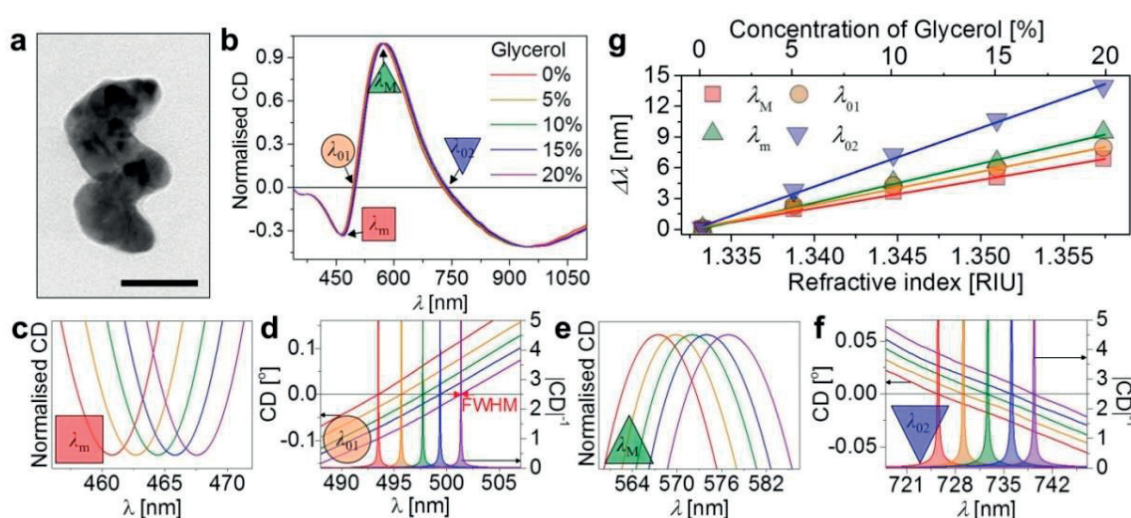 a
b
Normalised CD
0.9
0.6
0.3
0.0
-0.3
Glycerol
0%
5%
10%
15%
20%
λM
λ01
λ02
λm
450 600 750 900 1050
λ [nm]
g
Concentration of Glycerol [%]
0 5 10 15 20
Δλ [nm]
15
12
9
6
3
0
λM λ01
λm λ02
1.335 1.340 1.345 1.350 1.355
Refractive index [RIU]
c
Normalised CD
λm
460 465 470
λ [nm]
d
CD [°]
0.1
0.0
-0.1
λ01
FWHM
5
4
3
2
1
0
|CD|⁻¹
490 495 500 505
λ [nm]
e
Normalised CD
λM
564 570 576 582
λ [nm]
f
CD [°]
0.05
0.00
-0.05
λ02
5
4
3
2
1
0
|CD|⁻¹
721 728 735 742
λ [nm]